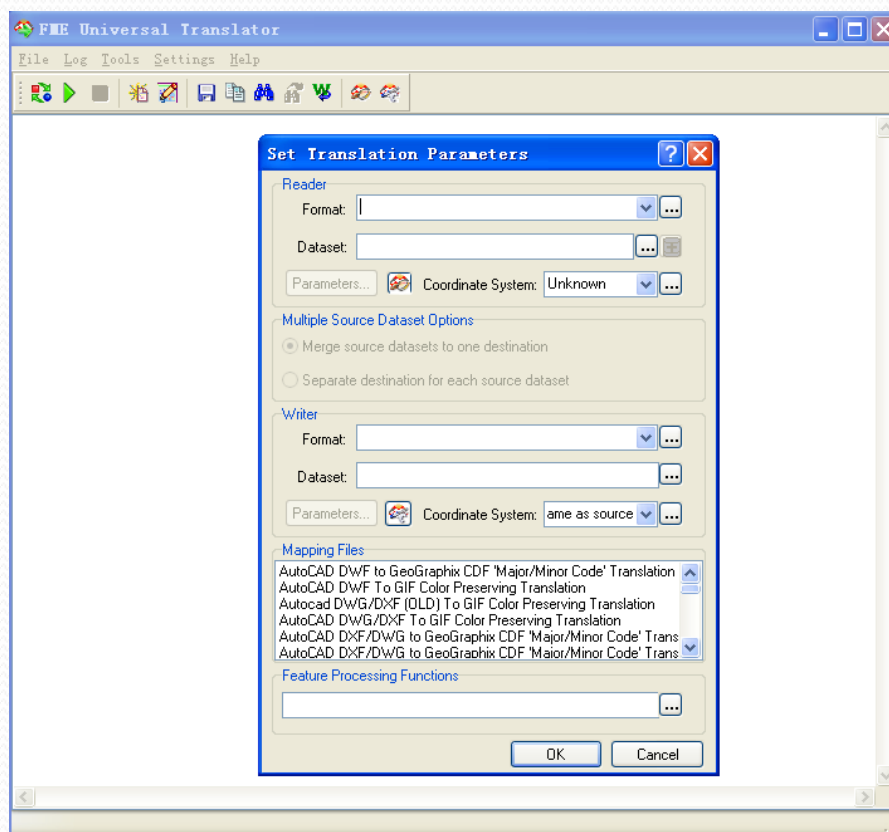 FME Universal Translator
File Log Tools Settings Help
Set Translation Parameters
Reader
Format:
Dataset:
Parameters... Coordinate System: Unknown
Multiple Source Dataset Options
Merge source datasets to one destination
Separate destination for each source dataset
Writer
Format:
Dataset:
Parameters... Coordinate System: ame as source
Mapping Files
AutoCAD DWF to GeoGraphix CDF 'Major/Minor Code' Translation
AutoCAD DWF To GIF Color Preserving Translation
Autocad DWG/DXF (OLD) To GIF Color Preserving Translation
AutoCAD DWG/DXF To GIF Color Preserving Translation
AutoCAD DXF/DWG to GeoGraphix CDF 'Major/Minor Code' Trans
AutoCAD DXF/DWG to GeoGraphix CDF 'Major/Minor Code' Trans
Feature Processing Functions
OK Cancel